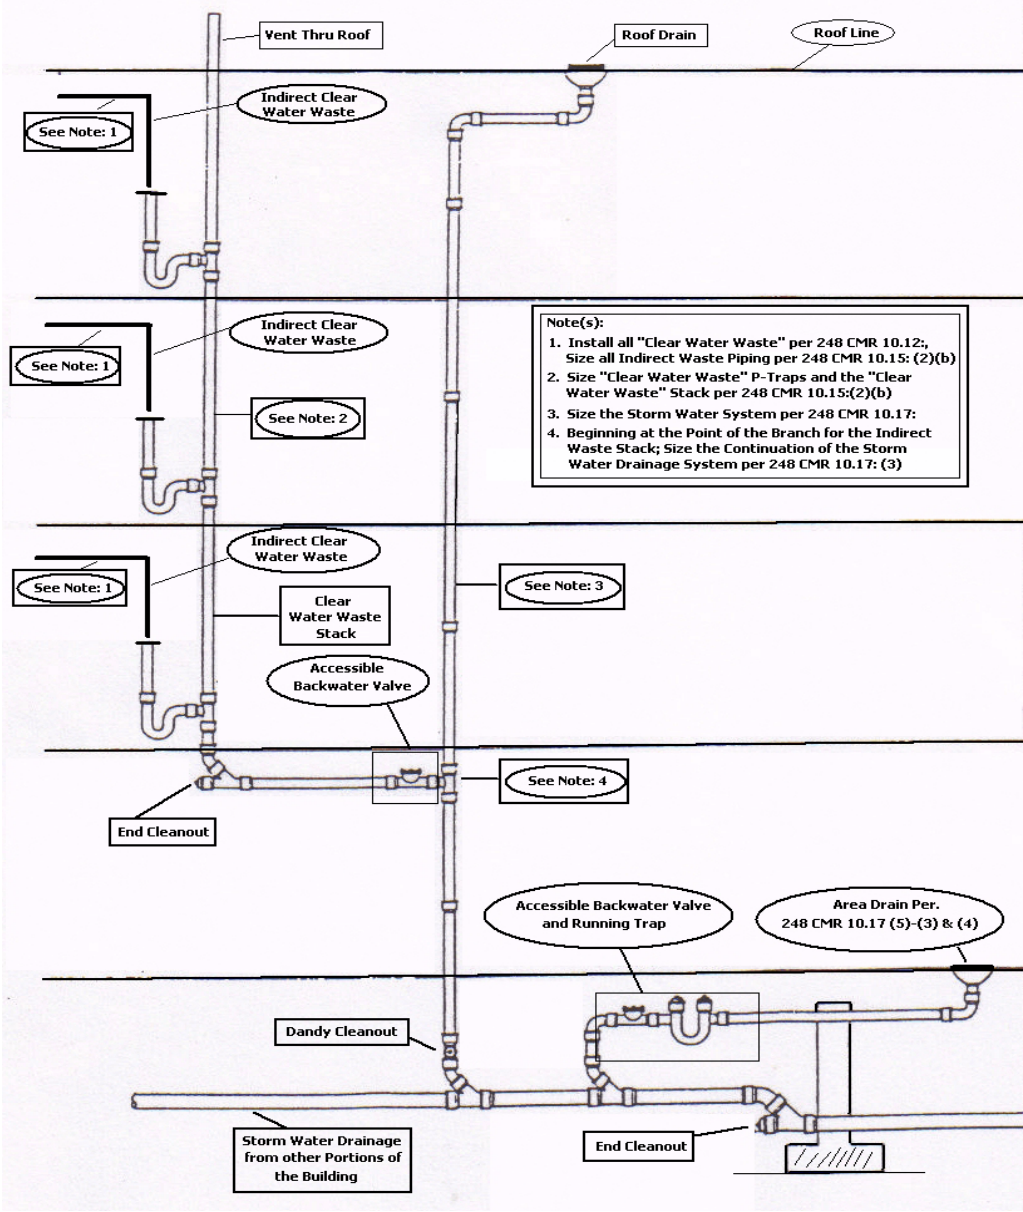 Vent Thru Roof
Roof Drain
Roof Line
Indirect Clear
Water Waste
See Note: 1
Indirect Clear
Water Waste
See Note: 1
See Note: 2
Note(s):
1. Install all "Clear Water Waste" per 248 CMR 10.12:,
Size all Indirect Waste Piping per 248 CMR 10.15: (2)(b)
2. Size "Clear Water Waste" P-Traps and the "Clear
Water Waste" Stack per 248 CMR 10.15:(2)(b)
3. Size the Storm Water System per 248 CMR 10.17:
4. Beginning at the Point of the Branch for the Indirect
Waste Stack; Size the Continuation of the Storm
Water Drainage System per 248 CMR 10.17: (3)
Indirect Clear
Water Waste
See Note: 1
See Note: 3
Clear
Water Waste
Stack
Accessible
Backwater Valve
See Note: 4
End Cleanout
Accessible Backwater Valve
and Running Trap
Area Drain Per.
248 CMR 10.17 (5)-(3) & (4)
Dandy Cleanout
Storm Water Drainage
from other Portions of
the Building
End Cleanout